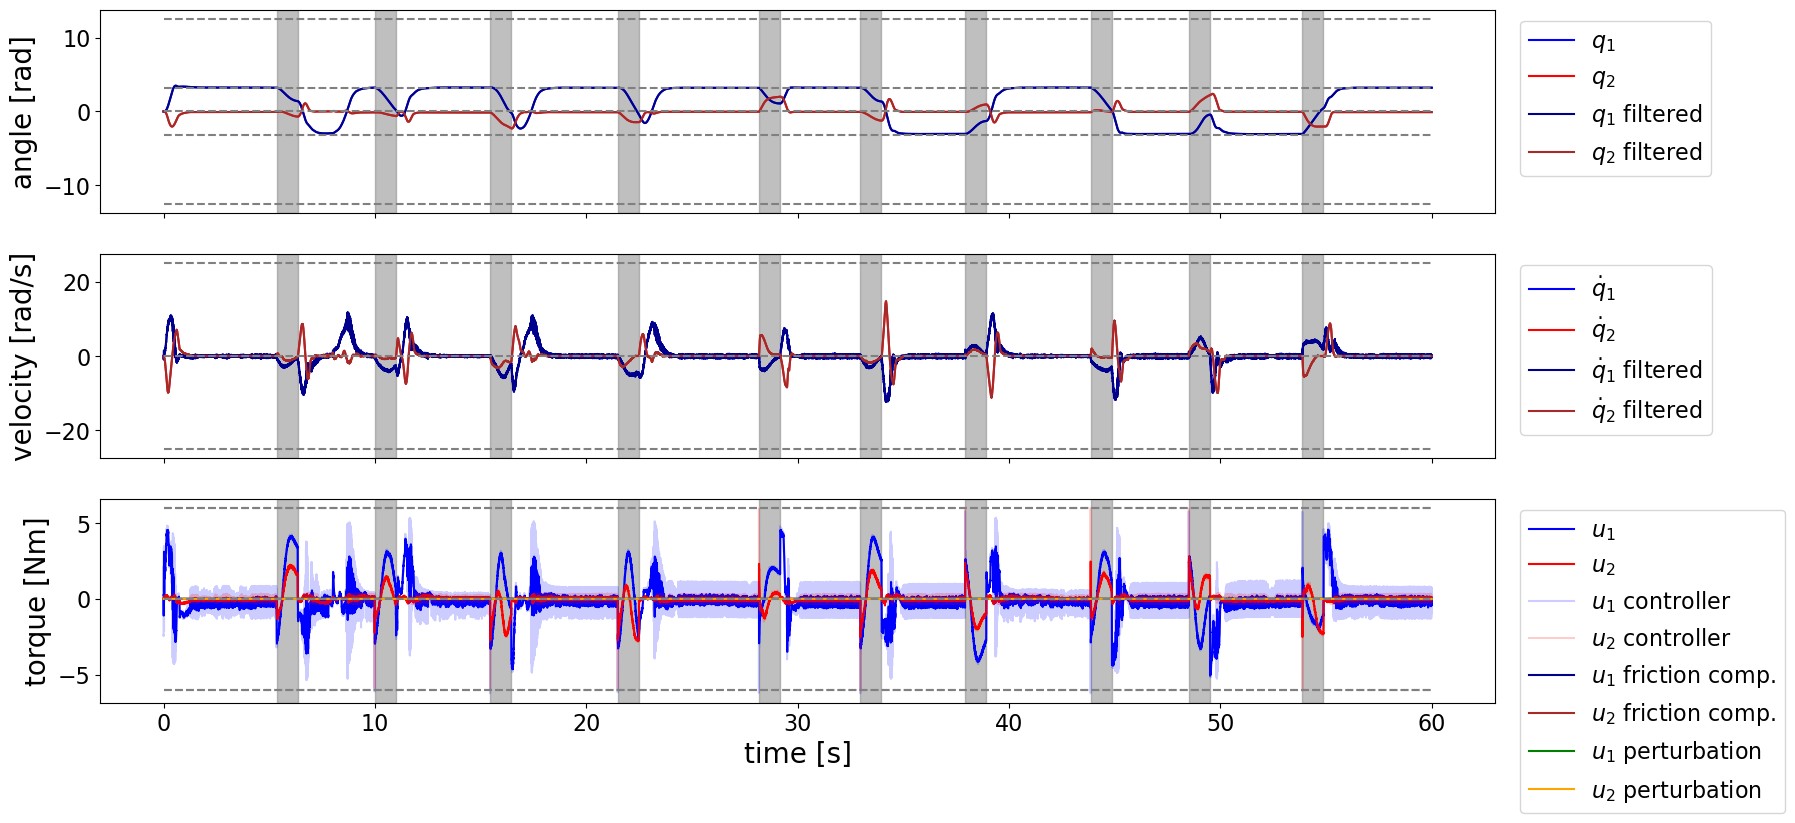 angle [rad]
10
0
−10
q₁
q₂
q₁ filtered
q₂ filtered
velocity [rad/s]
20
0
−20
q̇₁
q̇₂
q̇₁ filtered
q̇₂ filtered
torque [Nm]
5
0
−5
0 10 20 30 40 50 60
time [s]
u₁
u₂
u₁ controller
u₂ controller
u₁ friction comp.
u₂ friction comp.
u₁ perturbation
u₂ perturbation